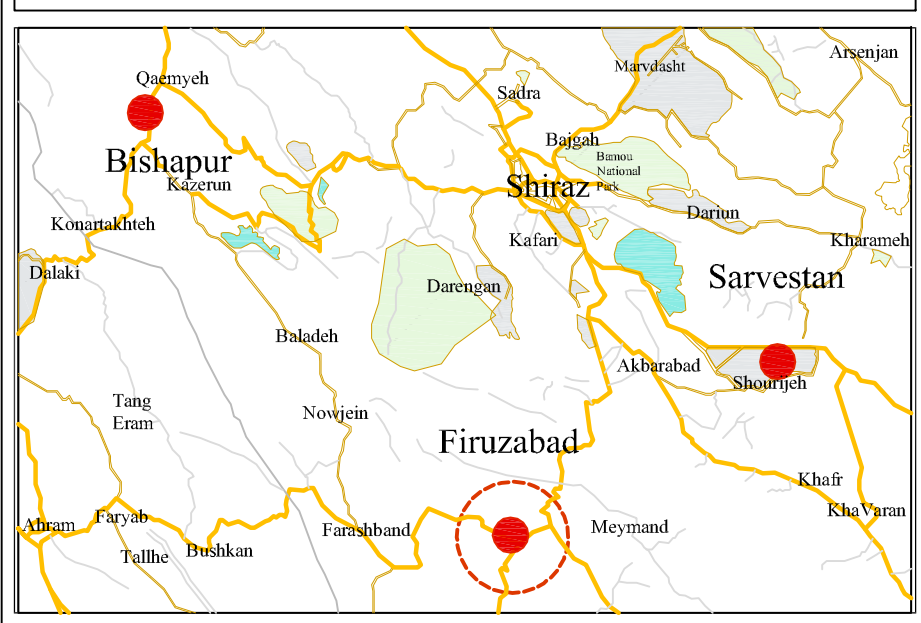 Arsenjan
Marvdasht
Qaemyeh
Sadra
Bajgah
Bamou
National
Park
Bishapur
Kazerun
Shiraz
Dariun
Konartakhteh
Kafari
Kharameh
Dalaki
Darengan
Sarvestan
Baladeh
Akbarabad
Shourijeh
Tang
Eram
Nowjein
Firuzabad
Khafr
KhaVaran
Ahram
Faryab
Farashband
Meymand
Tallhe
Bushkan